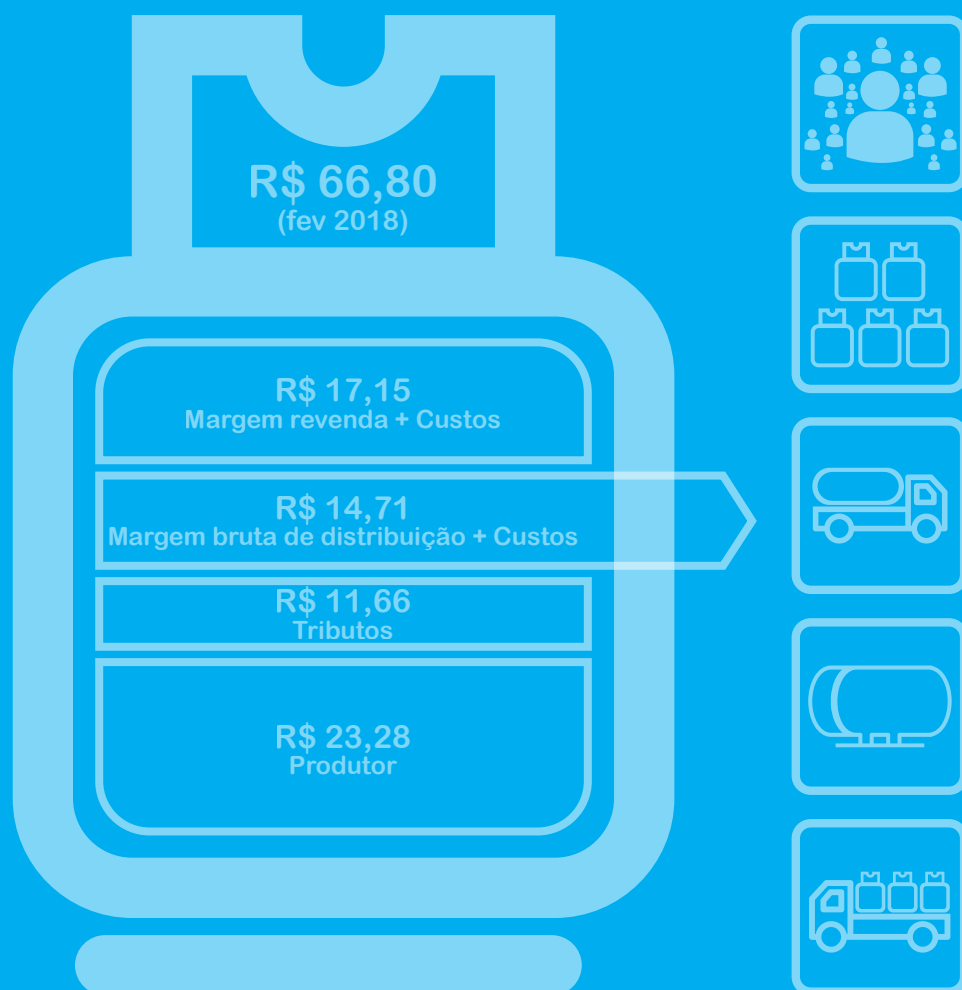 R$ 66,80
(fev 2018)
R$ 17,15
Margem revenda + Custos
R$ 14,71
Margem bruta de distribuição + Custos
R$ 11,66
Tributos
R$ 23,28
Produtor